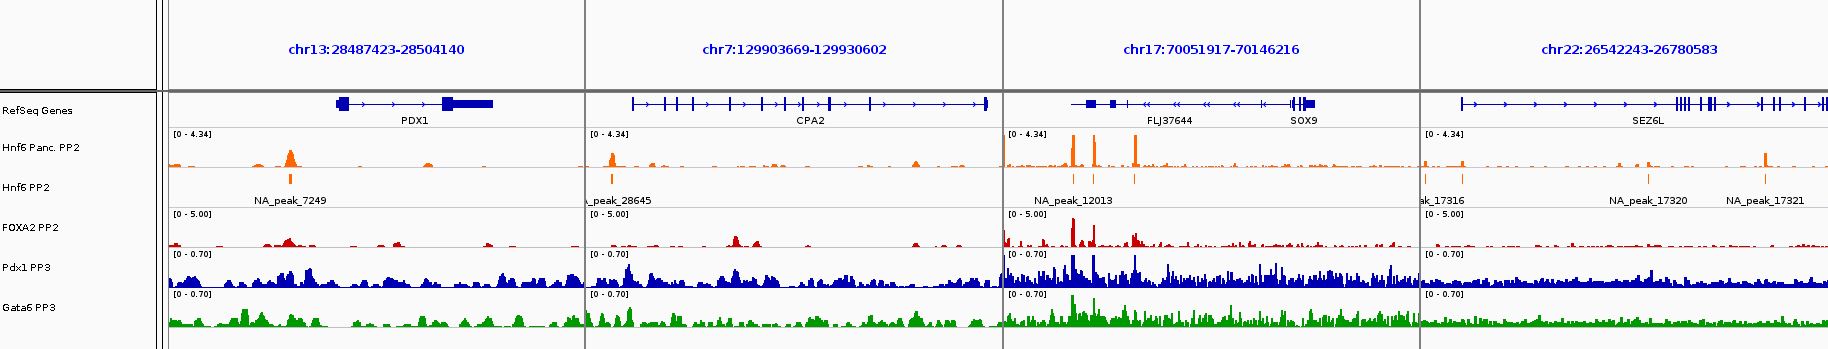 chr13:28487423-28504140 chr7:129903669-129930602 chr17:70051917-70146216 chr22:26542243-26780583
RefSeq Genes
PDX1 CPA2 FLJ37644 SOX9 SEZ6L
[0 - 4.34] [0 - 4.34] [0 - 4.34] [0 - 4.34]
Hnf6 Panc. PP2
Hnf6 PP2
NA_peak_7249 _peak_28645 NA_peak_12013 ak_17316 NA_peak_17320 NA_peak_17321
[0 - 5.00] [0 - 5.00] [0 - 5.00] [0 - 5.00]
FOXA2 PP2
[0 - 0.70] [0 - 0.70] [0 - 0.70] [0 - 0.70]
Pdx1 PP3
[0 - 0.70] [0 - 0.70] [0 - 0.70] [0 - 0.70]
Gata6 PP3